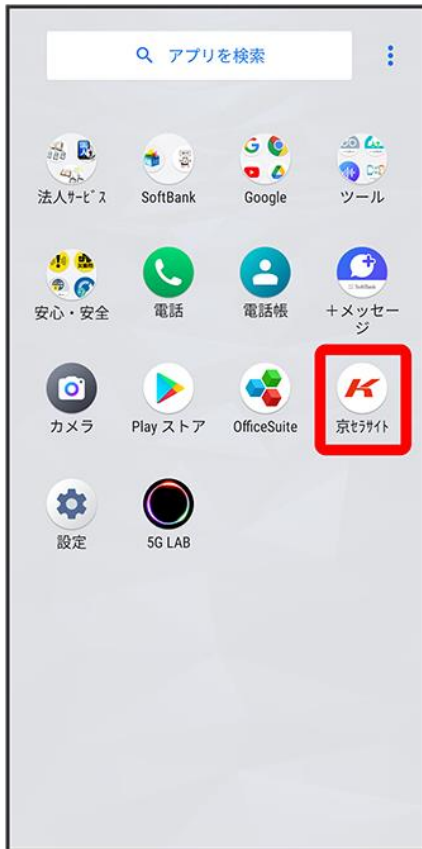 アプリを検索
法人ｻｰﾋﾞｽ
SoftBank
Google
ツール
安心・安全
電話
電話帳
＋メッセー
ジ
カメラ
Play ストア
OfficeSuite
京ｾﾗｻｲﾄ
設定
5G LAB